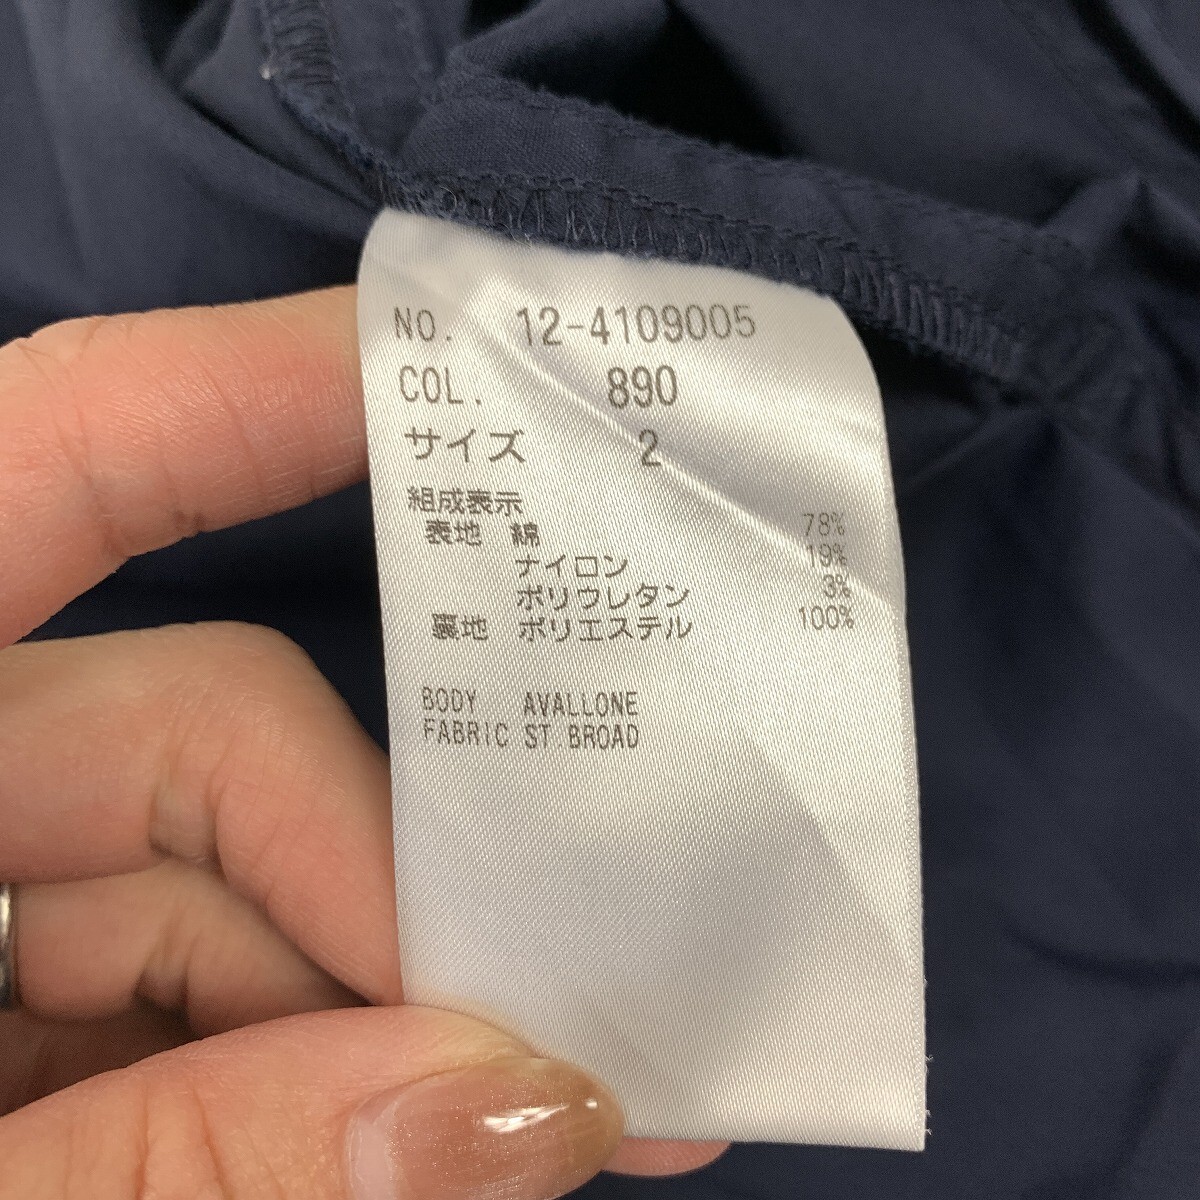 NO. 12-4109005
COL. 890
サイズ 2
組成表示
表地 綿 78%
ナイロン 19%
ポリウレタン 3%
裏地 ポリエステル 100%
BODY AVALLONE
FABRIC ST.BROAD